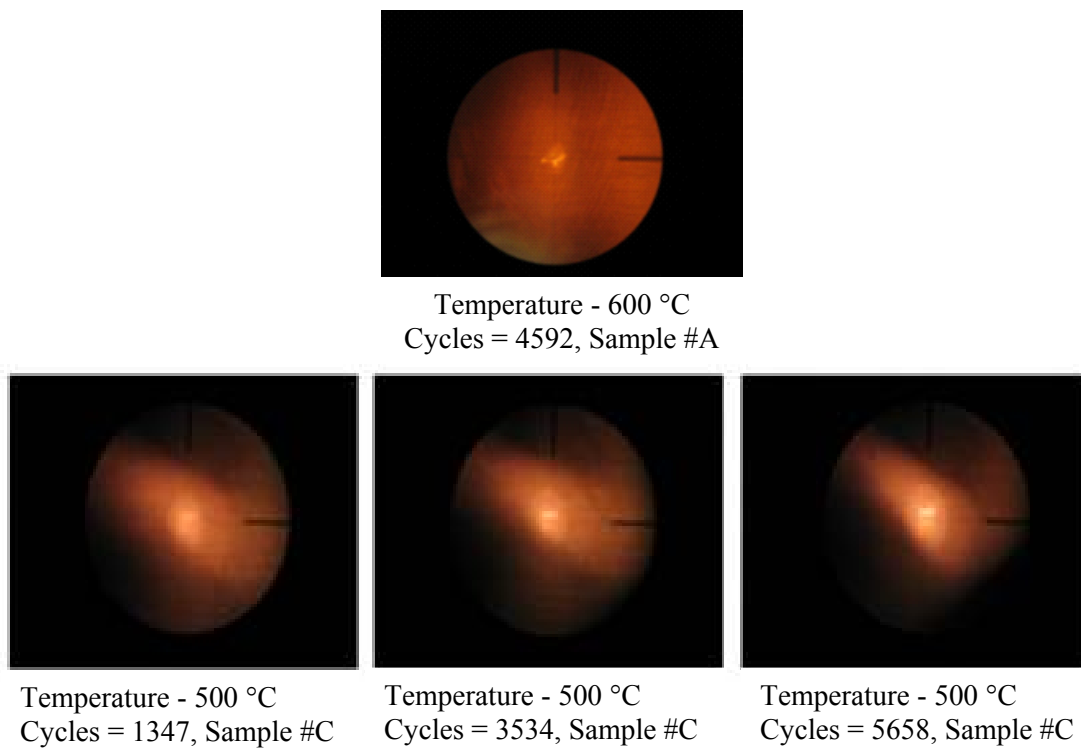 Temperature - 600 °C
Cycles = 4592, Sample #A
Temperature - 500 °C
Cycles = 1347, Sample #C
Temperature - 500 °C
Cycles = 3534, Sample #C
Temperature - 500 °C
Cycles = 5658, Sample #C